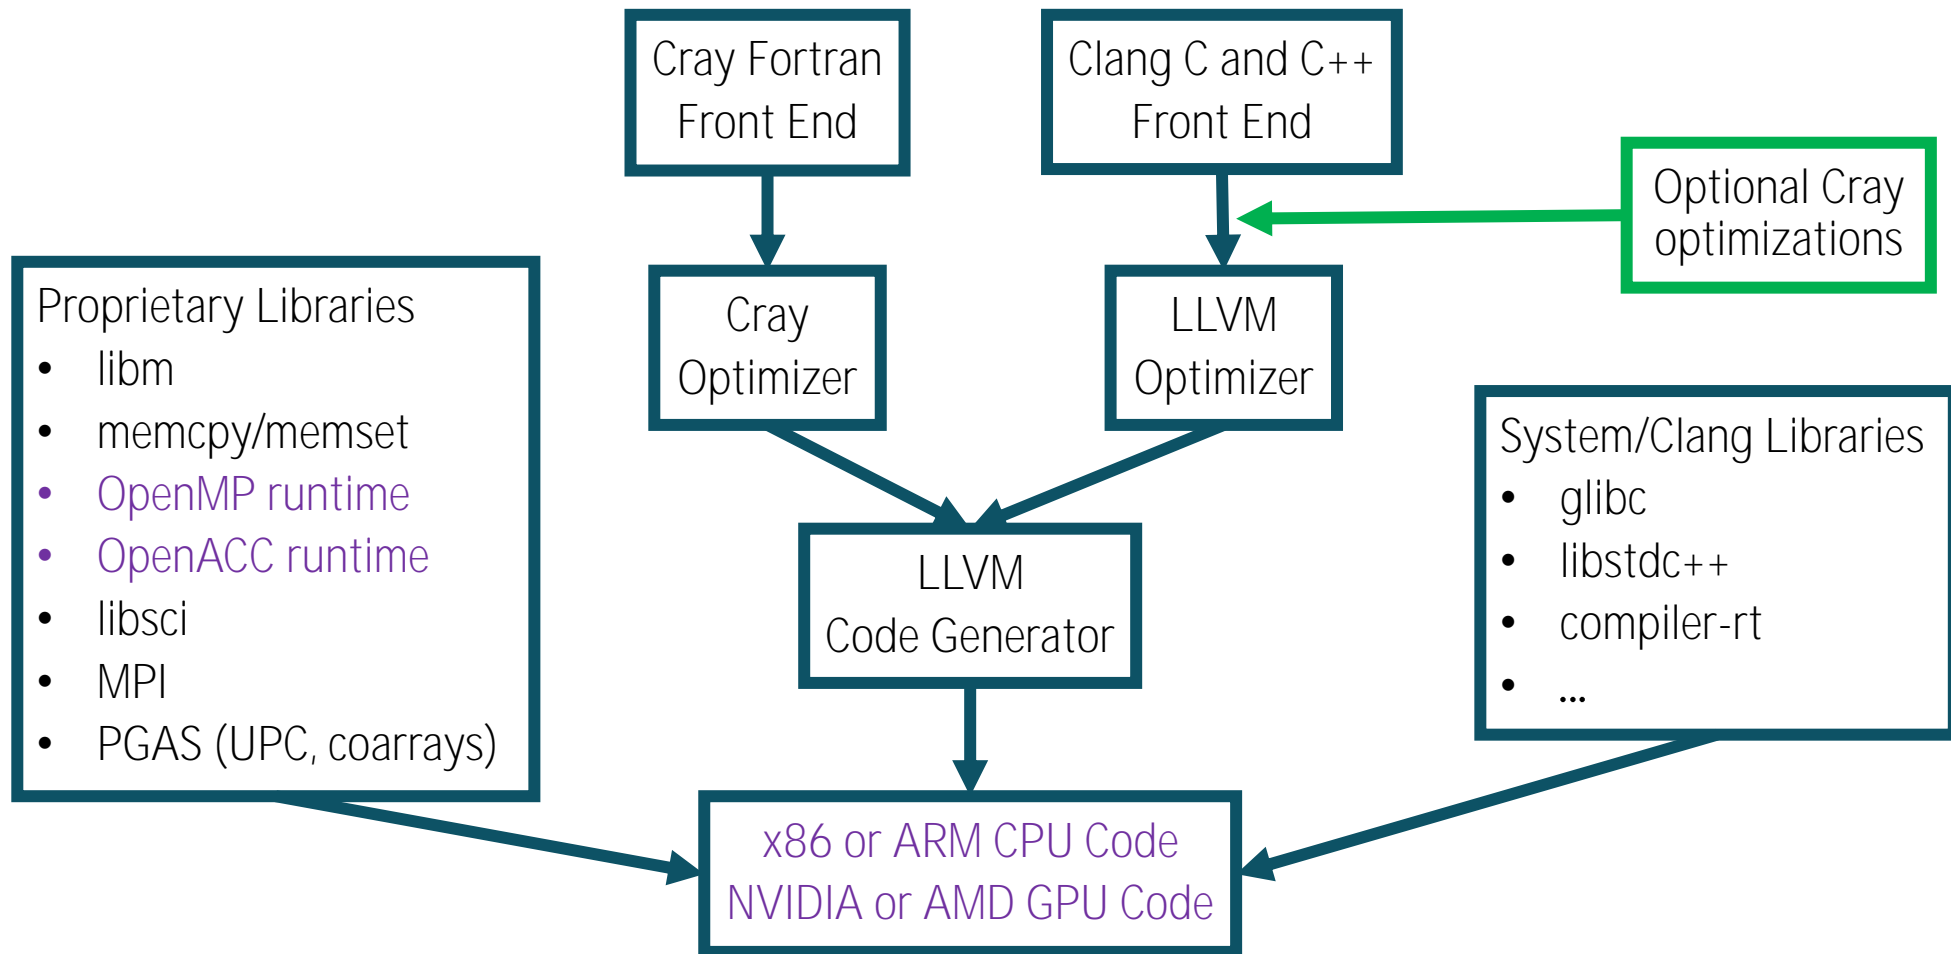 Cray Fortran
Front End
Clang C and C++
Front End
Optional Cray
optimizations
Cray
Optimizer
LLVM
Optimizer
Proprietary Libraries
• libm
• memcpy/memset
• OpenMP runtime
• OpenACC runtime
• libsci
• MPI
• PGAS (UPC, coarrays)
System/Clang Libraries
• glibc
• libstdc++
• compiler-rt
• ...
LLVM
Code Generator
x86 or ARM CPU Code
NVIDIA or AMD GPU Code